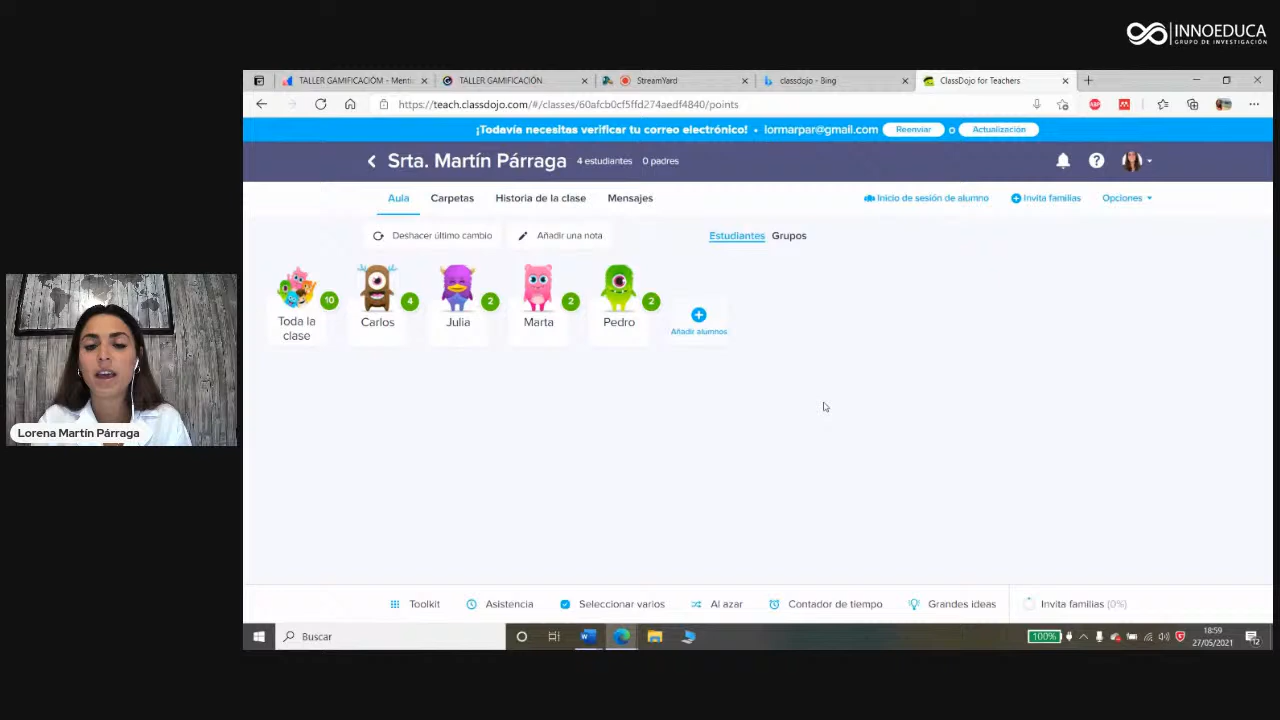 INNOEDUCA
GRUPO DE INVESTIGACIÓN
TALLER GAMIFICACIÓM - Menti
TALLER GAMIFICACIÓN
StreamYard
classdojo - Bing
ClassDojo for Teachers
https://teach.classdojo.com/#/classes/60afcb0cf5ffd274aedf4840/points
¡Todavía necesitas verificar tu correo electrónico! • lormarpar@gmail.com Reenviar o Actualización
Srta. Martín Párraga 4 estudiantes 0 padres
Aula Carpetas Historia de la clase Mensajes Inicio de sesión de alumno Invita familias Opciones
Deshacer último cambio Añadir una nota Estudiantes Grupos
10 4 2 2 2
Toda la clase
Carlos
Julia
Marta
Pedro
Añadir alumnos
Lorena Martín Párraga
Toolkit Asistencia Seleccionar varios Al azar Contador de tiempo Grandes ideas Invita familias (0%)
Buscar
100%
18:59
27/05/2021
12